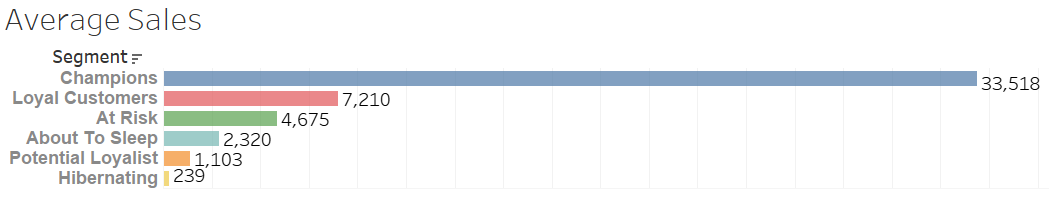 Average Sales
Segment
Champions 33,518
Loyal Customers 7,210
At Risk 4,675
About To Sleep 2,320
Potential Loyalist 1,103
Hibernating 239